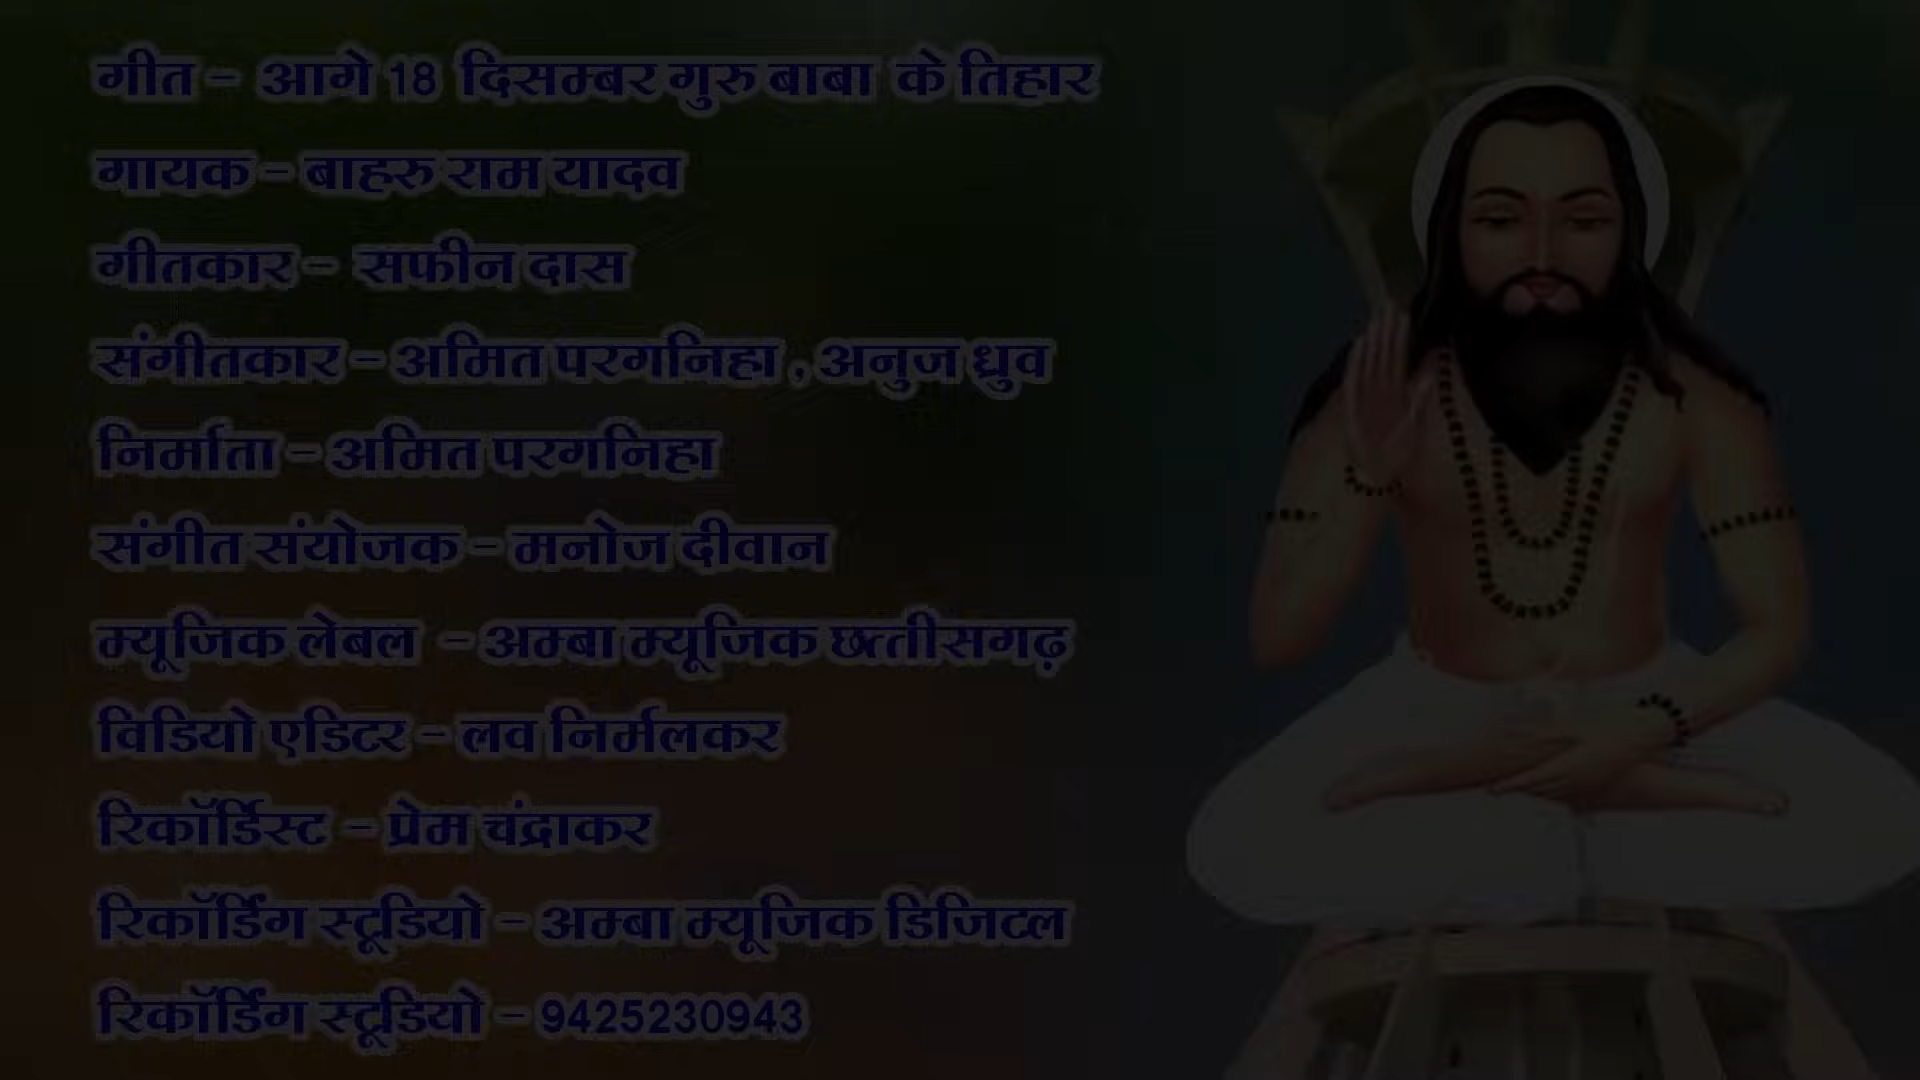 गीत - आगे 18 दिसम्बर गुरु बाबा के तिहार
गायक - बाहरु राम यादव
गीतकार - सफीन दास
संगीतकार - अमित परगनिहा , अनुज ध्रुव
निर्माता - अमित परगनिहा
संगीत संयोजक - मनोज दीवान
म्यूजिक लेबल - अम्बा म्यूजिक छत्तीसगढ़
विडियो एडिटर - लव निर्मलकर
रिकॉर्डिस्ट - प्रेम चंद्राकर
रिकॉर्डिग स्टूडियो - अम्बा म्यूजिक डिजिटल
रिकॉर्डिग स्टूडियो - 9425230943